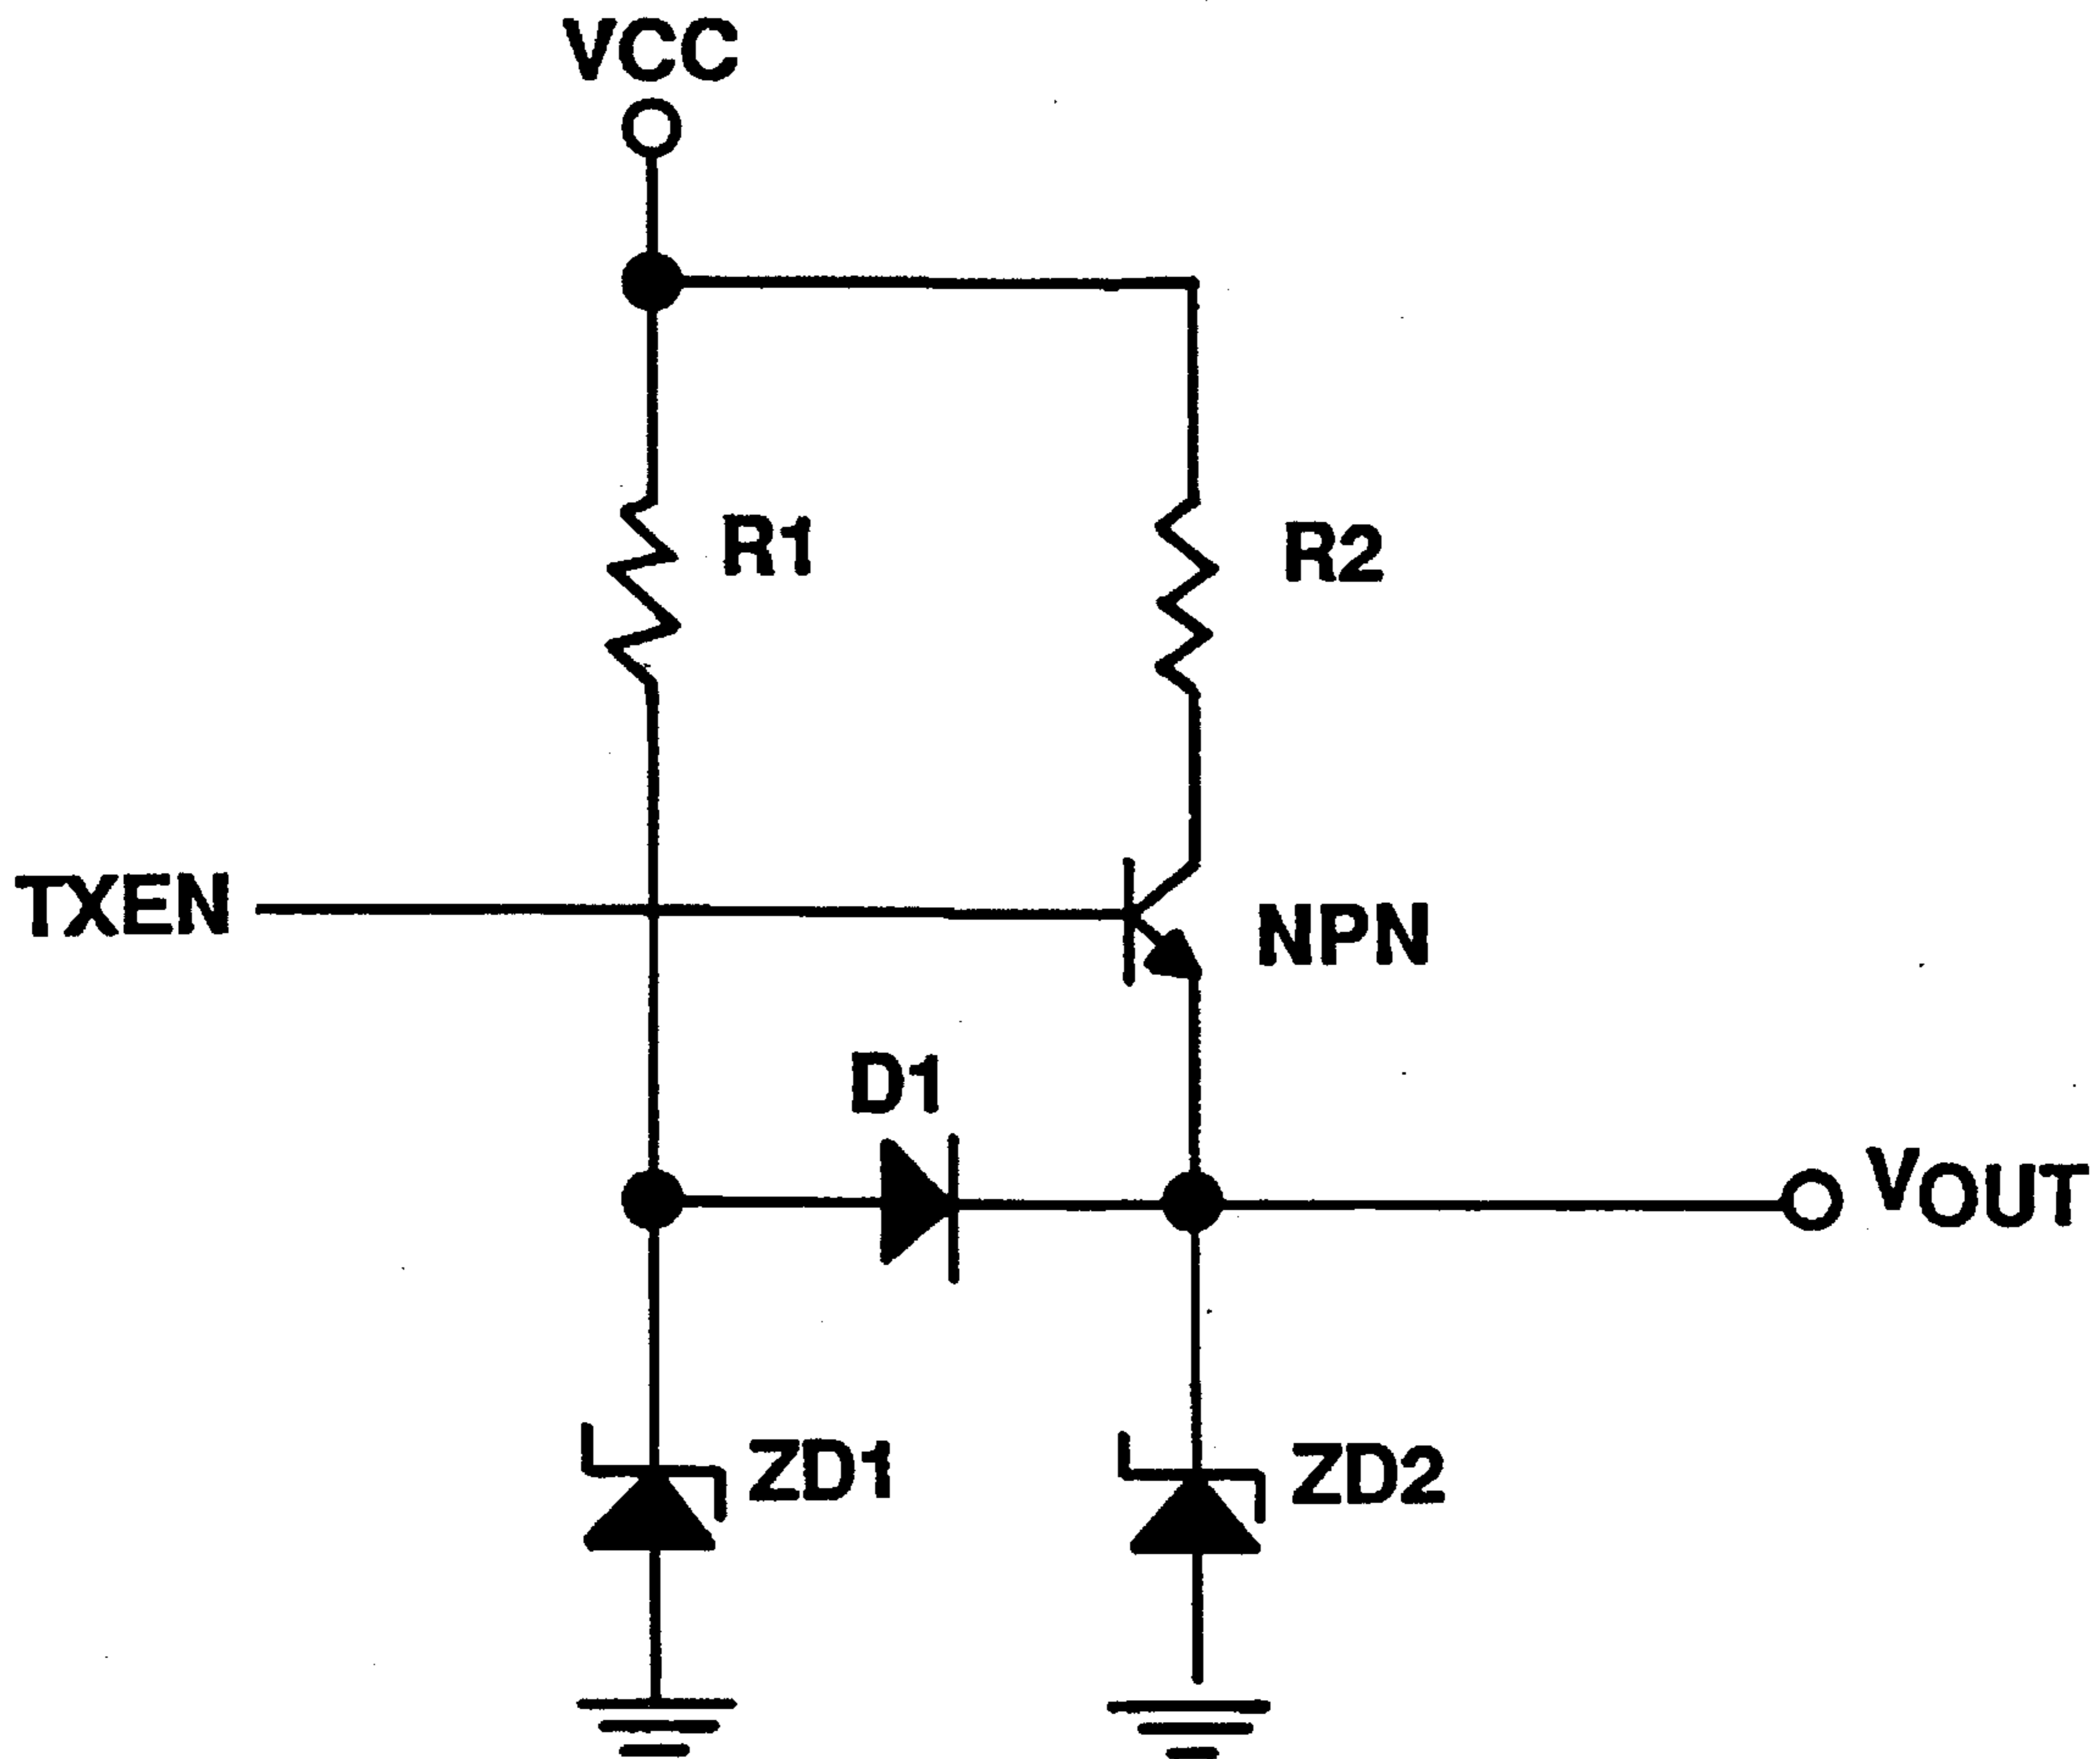 VCC
R1
R2
TXEN
NPN
D1
VOUT
ZD1
ZD2